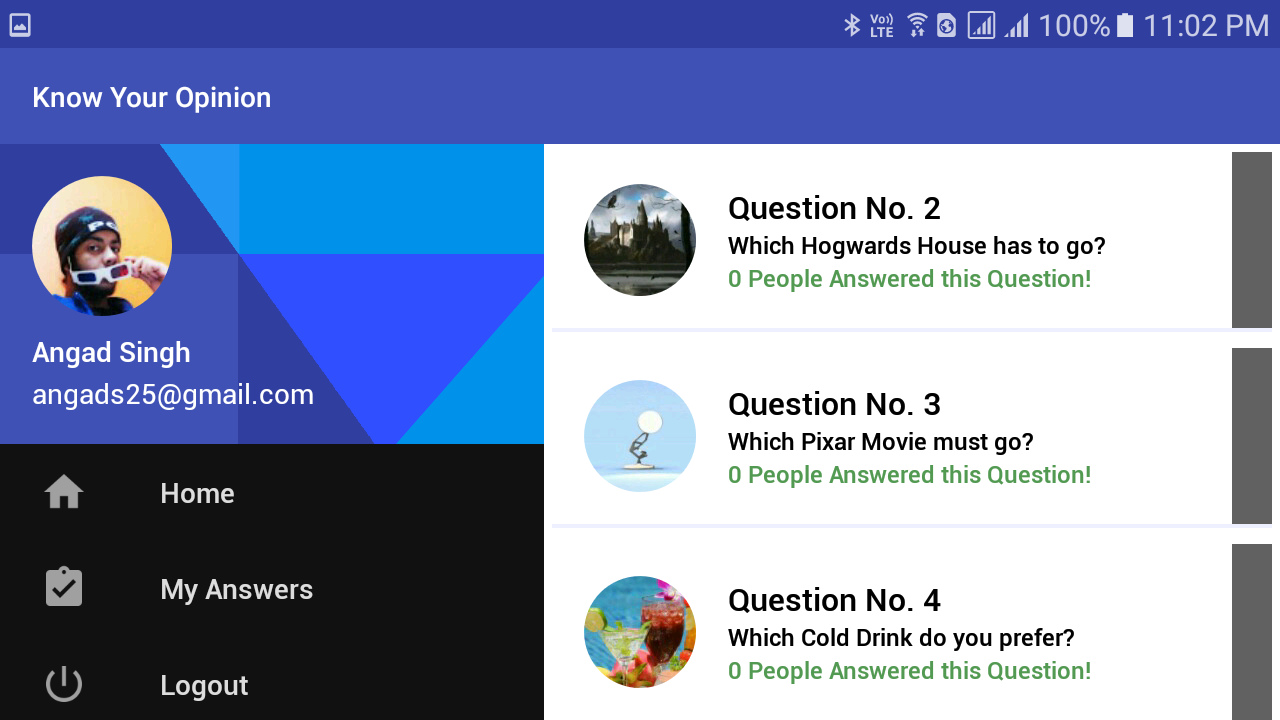 Vo)) LTE 100% 11:02 PM
Know Your Opinion
Angad Singh
angads25@gmail.com
Home
My Answers
Logout
Question No. 2
Which Hogwards House has to go?
0 People Answered this Question!
Question No. 3
Which Pixar Movie must go?
0 People Answered this Question!
Question No. 4
Which Cold Drink do you prefer?
0 People Answered this Question!